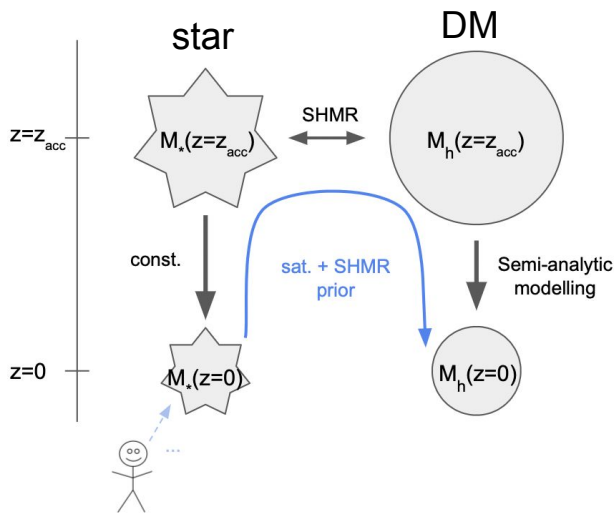 star
DM
z=z_acc
M_*(z=z_acc)
SHMR
M_h(z=z_acc)
const.
sat. + SHMR
prior
Semi-analytic
modelling
z=0
M_*(z=0)
M_h(z=0)
...